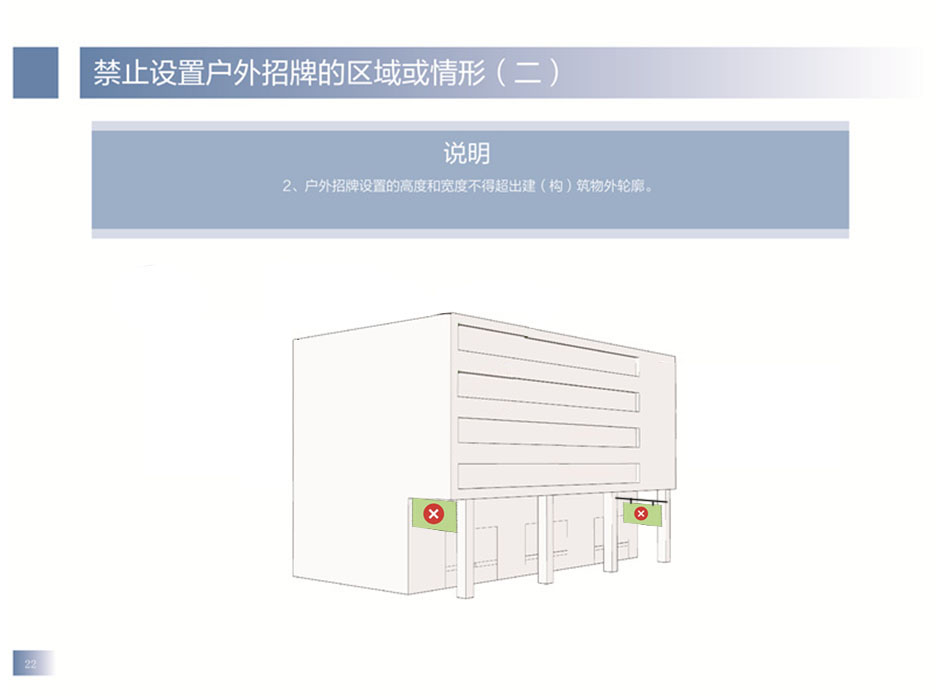 禁止设置户外招牌的区域或情形（二）
说明
2、户外招牌设置的高度和宽度不得超出建（构）筑物外轮廓。
22